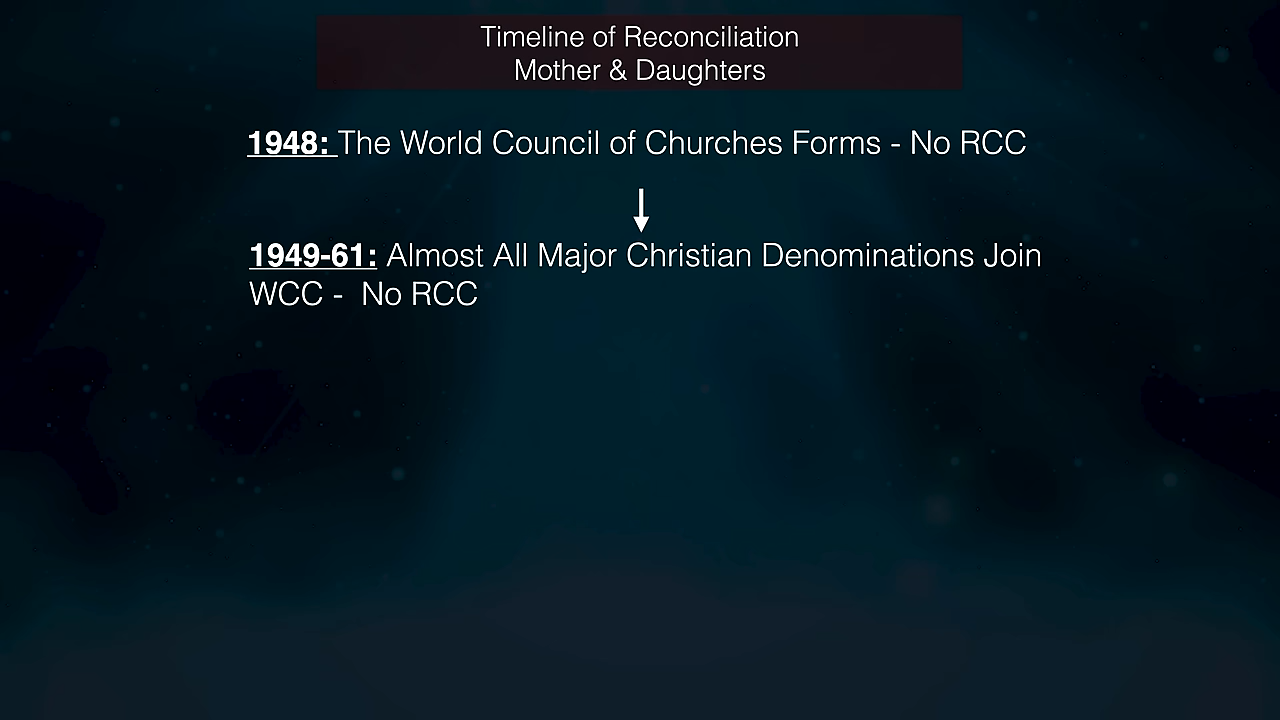 Timeline of Reconciliation
Mother & Daughters
1948: The World Council of Churches Forms - No RCC
1949-61: Almost All Major Christian Denominations Join
WCC - No RCC